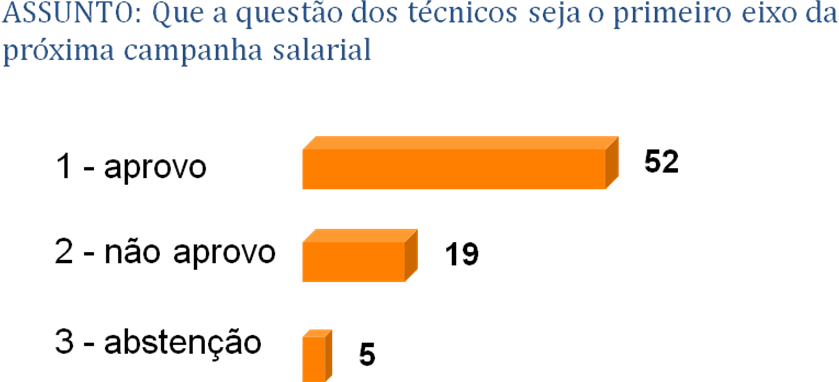 ASSUNTO: Que a questão dos técnicos seja o primeiro eixo da
próxima campanha salarial
1 - aprovo 52
2 - não aprovo 19
3 - abstenção 5